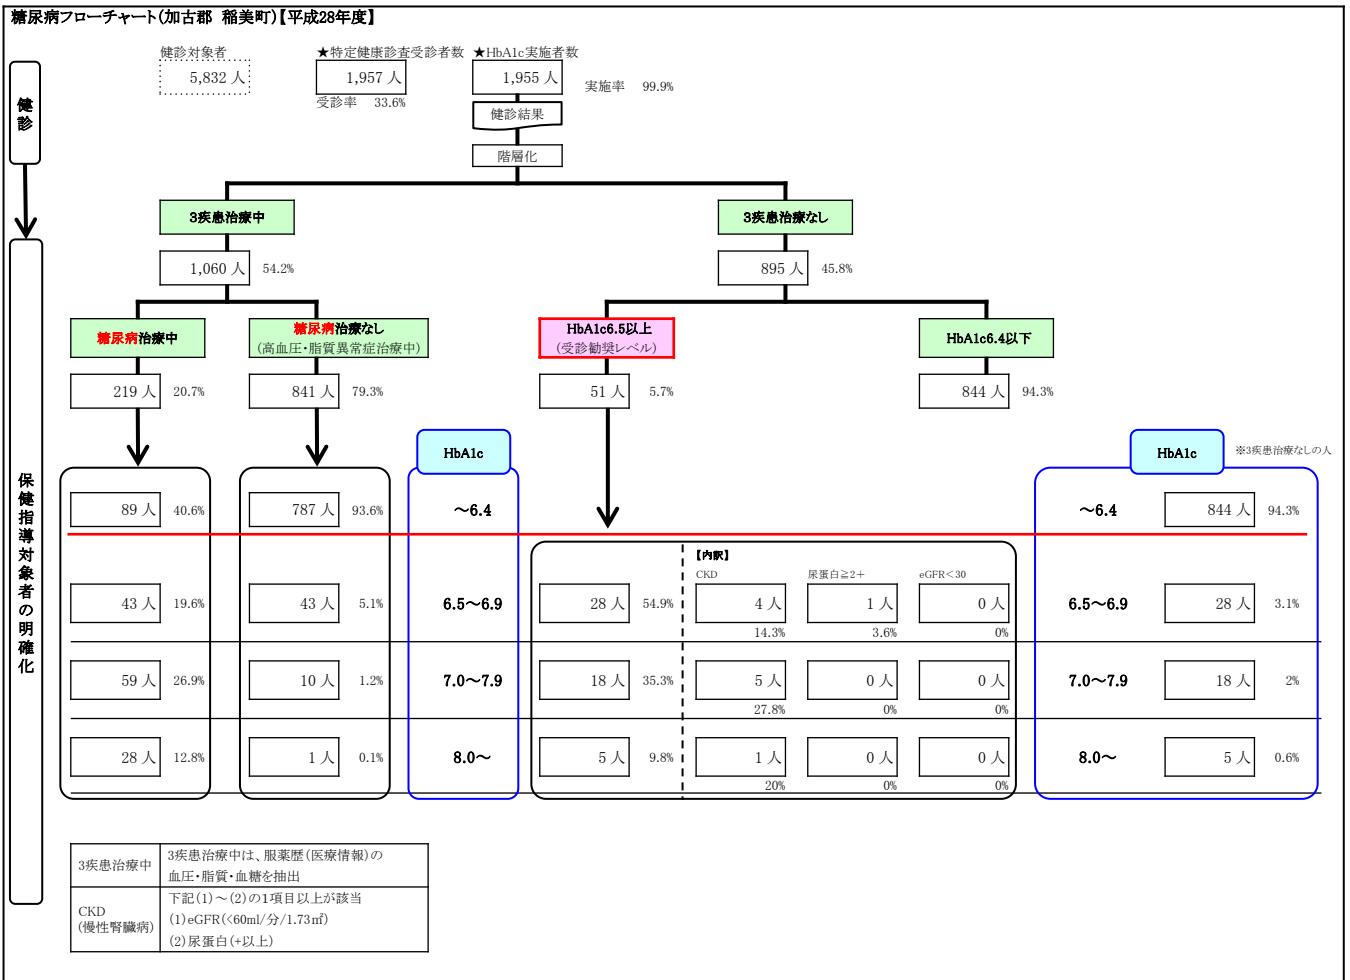 糖尿病フローチャート(加古郡 稲美町)【平成28年度】
健診対象者 ★特定健康診査受診者数 ★HbA1c実施者数
5,832 人 1,957 人 1,955 人 実施率 99.9%
受診率 33.6%
健診
健診結果
階層化
3疾患治療中 3疾患治療なし
1,060 人 54.2% 895 人 45.8%
糖尿病治療中 糖尿病治療なし HbA1c6.5以上 HbA1c6.4以下
(高血圧・脂質異常症治療中) (受診勧奨レベル)
219 人 20.7% 841 人 79.3% 51 人 5.7% 844 人 94.3%
保健指導対象者の明確化
HbA1c HbA1c ※3疾患治療なしの人
89 人 40.6% 787 人 93.6% ～6.4 ～6.4 844 人 94.3%
【内訳】
CKD 尿蛋白≧2＋ eGFR＜30
43 人 19.6% 43 人 5.1% 6.5～6.9 28 人 54.9% 4 人 1 人 0 人 6.5～6.9 28 人 3.1%
14.3% 3.6% 0%
59 人 26.9% 10 人 1.2% 7.0～7.9 18 人 35.3% 5 人 0 人 0 人 7.0～7.9 18 人 2%
27.8% 0% 0%
28 人 12.8% 1 人 0.1% 8.0～ 5 人 9.8% 1 人 0 人 0 人 8.0～ 5 人 0.6%
20% 0% 0%
3疾患治療中 3疾患治療中は、服薬歴(医療情報)の
血圧・脂質・血糖を抽出
CKD
(慢性腎臓病)
下記(1)～(2)の1項目以上が該当
(1)eGFR(<60ml/分/1.73㎡)
(2)尿蛋白(+以上)